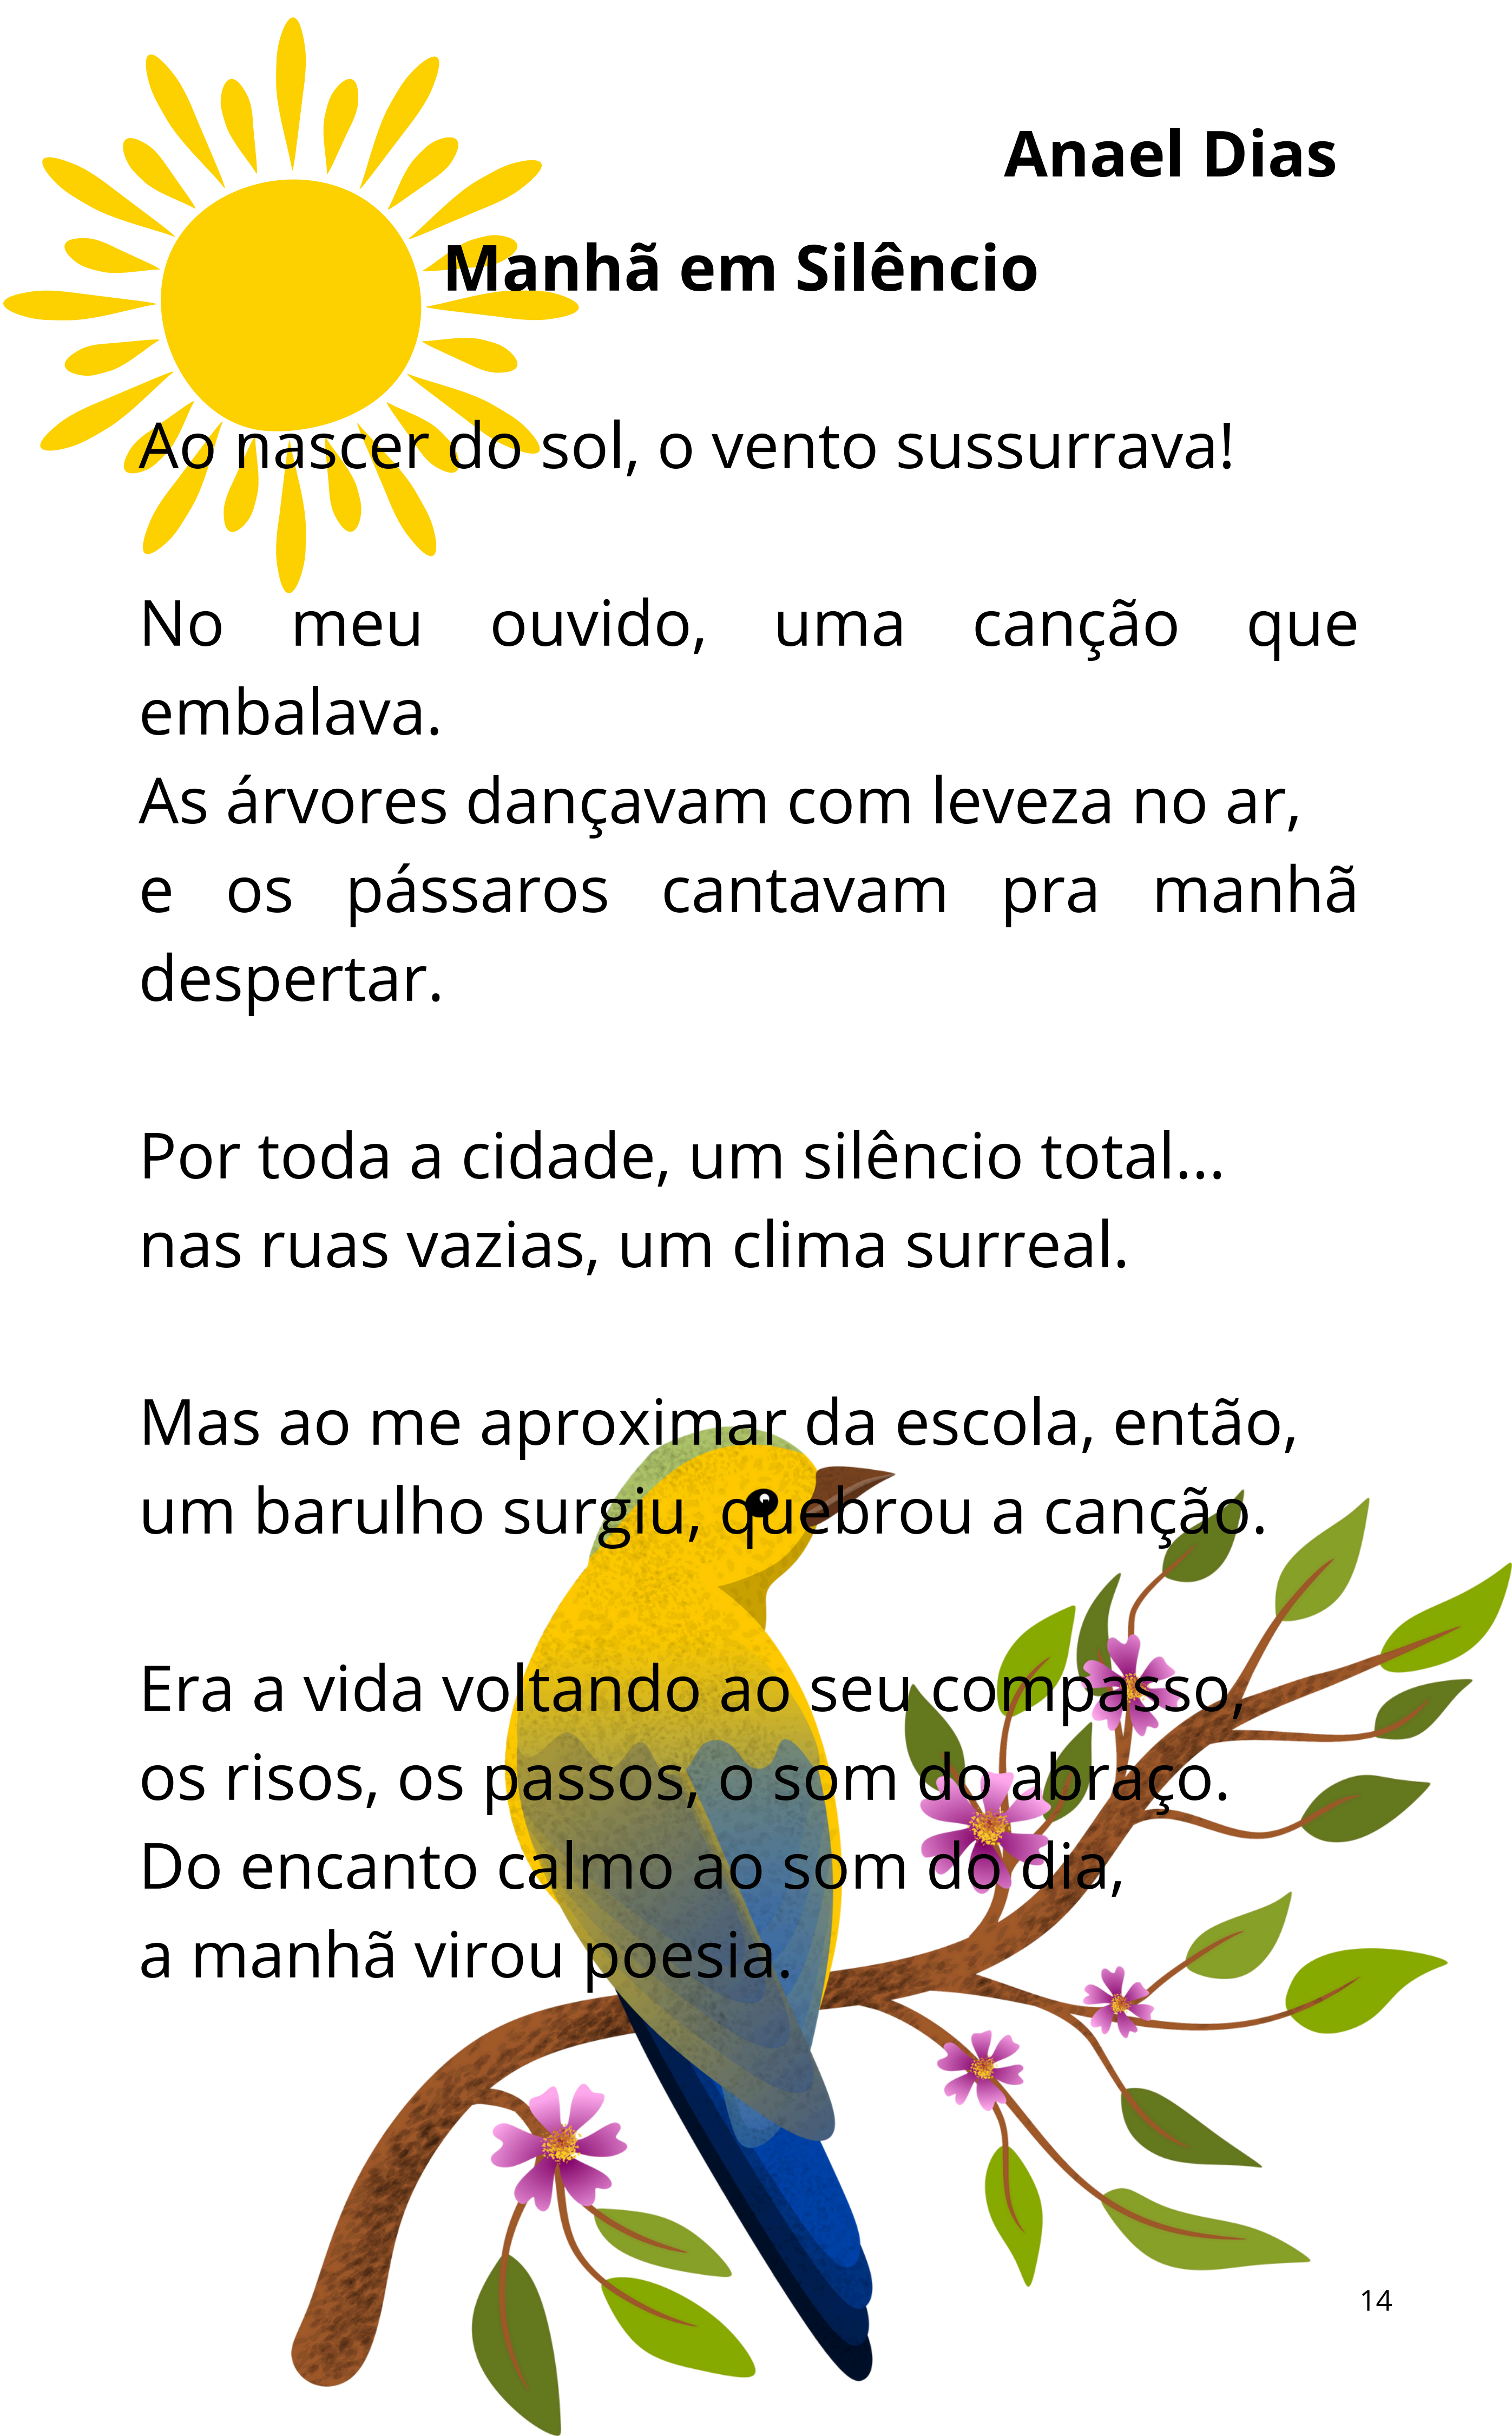 Anael Dias
Manhã em Silêncio
Ao nascer do sol, o vento sussurrava!
No meu ouvido, uma canção que
embalava.
As árvores dançavam com leveza no ar,
e os pássaros cantavam pra manhã
despertar.
Por toda a cidade, um silêncio total...
nas ruas vazias, um clima surreal.
Mas ao me aproximar da escola, então,
um barulho surgiu, quebrou a canção.
Era a vida voltando ao seu compasso,
os risos, os passos, o som do abraço.
Do encanto calmo ao som do dia,
a manhã virou poesia.
14